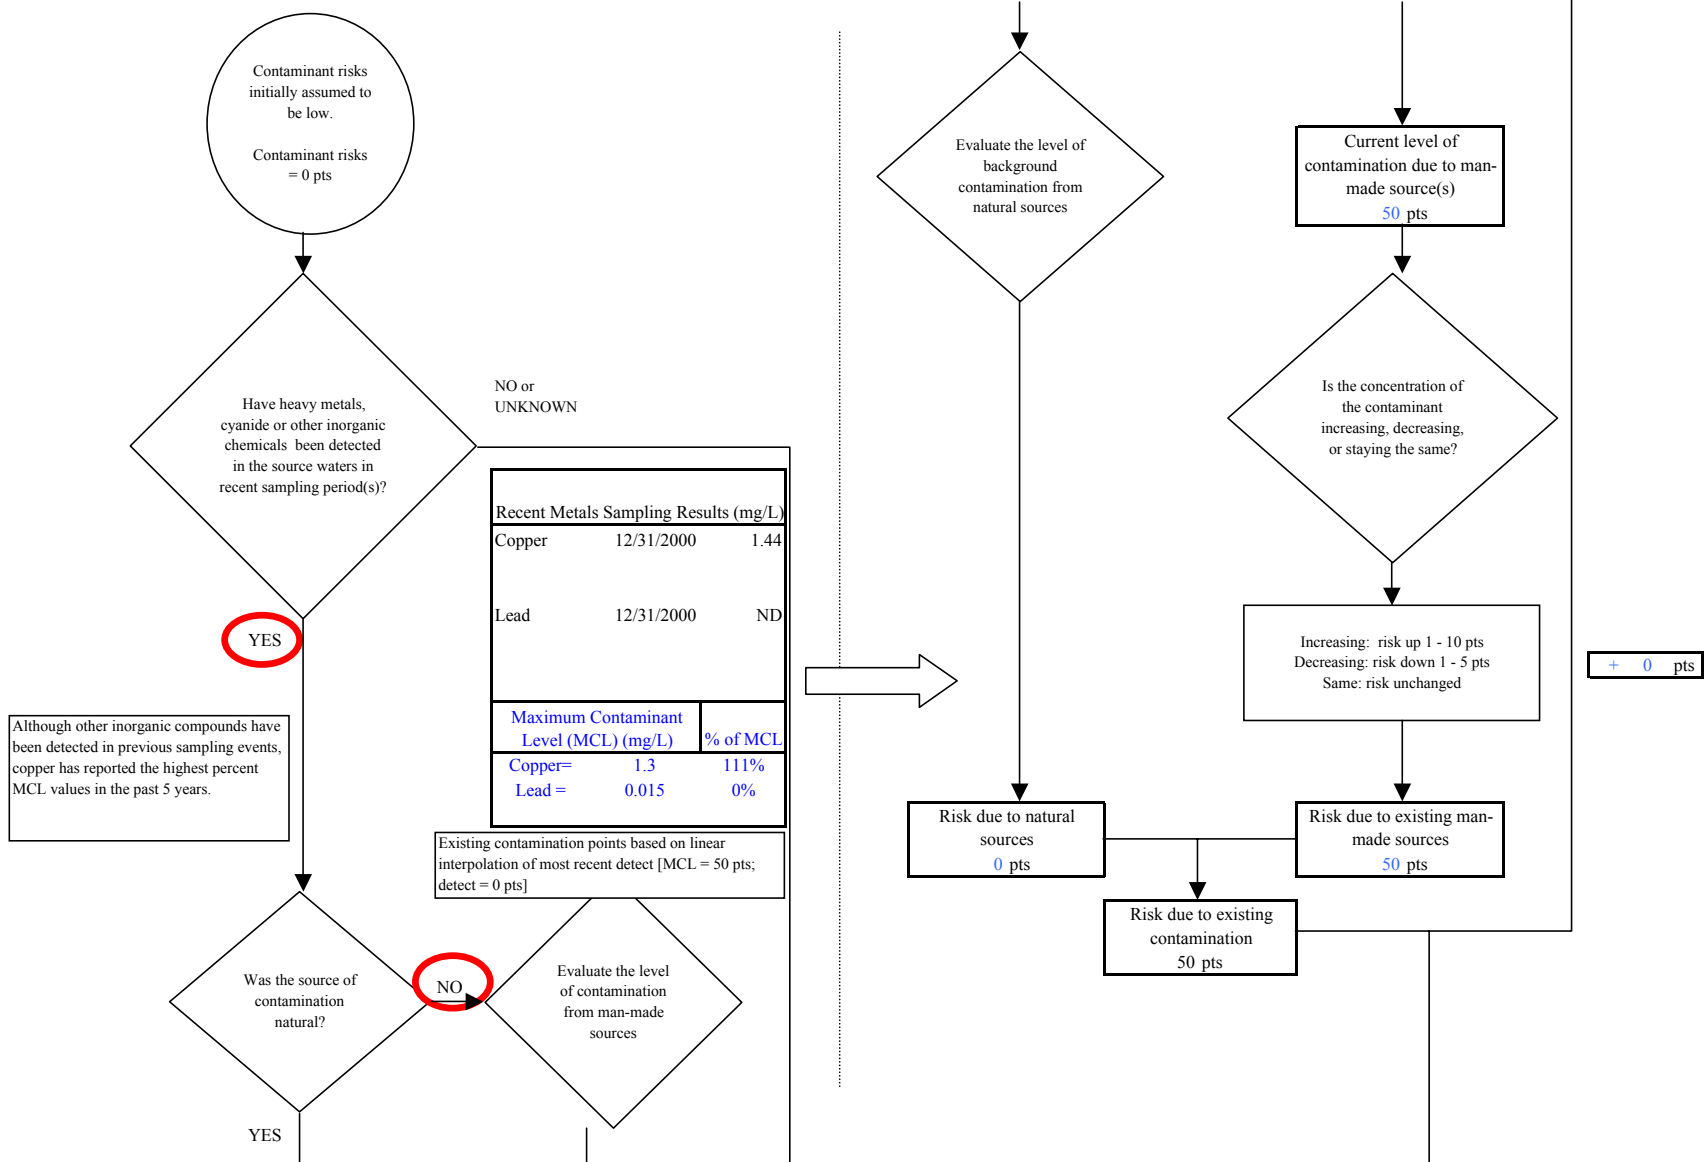 Contaminant risks
initially assumed to
be low.
Contaminant risks
= 0 pts
Have heavy metals,
cyanide or other inorganic
chemicals been detected
in the source waters in
recent sampling period(s)?
NO or
UNKNOWN
YES
Recent Metals Sampling Results (mg/L)
Copper 12/31/2000 1.44
Lead 12/31/2000 ND
Maximum Contaminant
Level (MCL) (mg/L) % of MCL
Copper= 1.3 111%
Lead = 0.015 0%
Although other inorganic compounds have
been detected in previous sampling events,
copper has reported the highest percent
MCL values in the past 5 years.
Existing contamination points based on linear
interpolation of most recent detect [MCL = 50 pts;
detect = 0 pts]
Was the source of
contamination
natural?
NO
Evaluate the level
of contamination
from man-made
sources
YES
Evaluate the level of
background
contamination from
natural sources
Current level of
contamination due to man-
made source(s)
50 pts
Is the concentration of
the contaminant
increasing, decreasing,
or staying the same?
Increasing: risk up 1 - 10 pts
Decreasing: risk down 1 - 5 pts
Same: risk unchanged
+ 0 pts
Risk due to natural
sources
0 pts
Risk due to existing man-
made sources
50 pts
Risk due to existing
contamination
50 pts